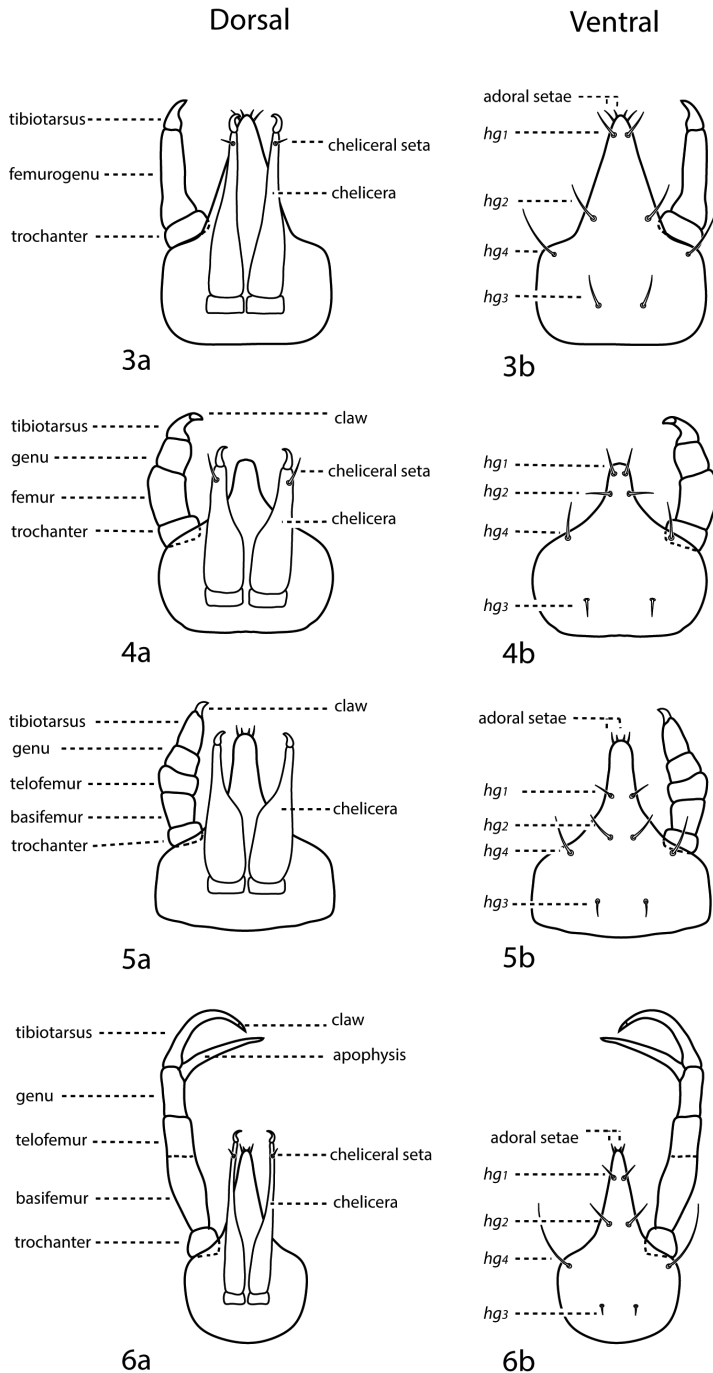 Dorsal
Ventral
tibiotarsus
femurogenu
trochanter
cheliceral seta
chelicera
3a
adoral setae
hg1
hg2
hg4
hg3
3b
tibiotarsus
genu
femur
trochanter
claw
cheliceral seta
chelicera
4a
hg1
hg2
hg4
hg3
4b
tibiotarsus
genu
telofemur
basifemur
trochanter
claw
chelicera
5a
adoral setae
hg1
hg2
hg4
hg3
5b
tibiotarsus
genu
telofemur
basifemur
trochanter
claw
apophysis
cheliceral seta
chelicera
6a
adoral setae
hg1
hg2
hg4
hg3
6b